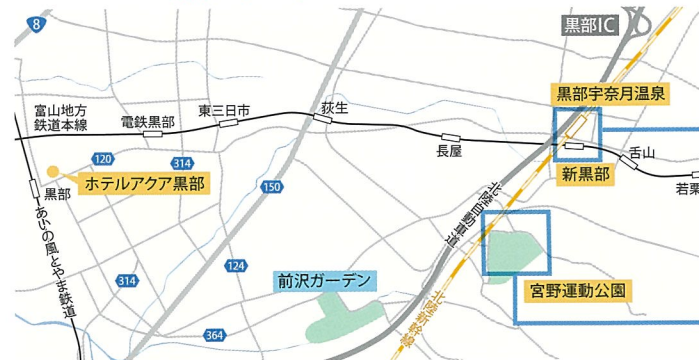 8
黒部IC
黒部宇奈月温泉
富山地方
鉄道本線
電鉄黒部
東三日市
荻生
長屋
新黒部
舌山
若栗
120
314
ホテルアクア黒部
黒部
150
北陸自動車道
あいの風とやま鉄道
314
124
前沢ガーデン
宮野運動公園
364
北陸新幹線